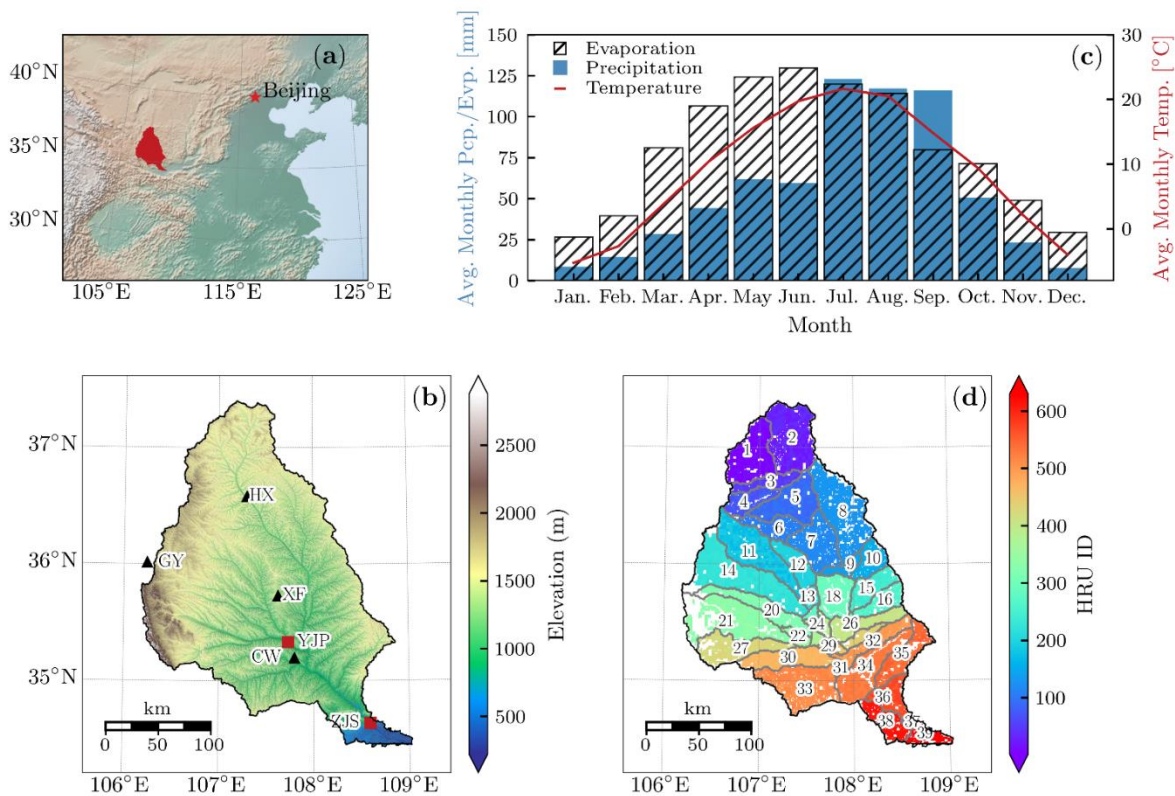 (a)
40°N
35°N
30°N
105°E
115°E
125°E
Beijing
(c)
Avg. Monthly Pcp./Evp. [mm]
150
125
100
75
50
25
0
Evaporation
Precipitation
Temperature
30
20
10
0
Avg. Monthly Temp. [°C]
Jan. Feb. Mar. Apr. May Jun. Jul. Aug. Sep. Oct. Nov. Dec.
Month
(b)
37°N
36°N
35°N
HX
GY
XF
YJP
CW
ZJS
km
0 50 100
106°E 107°E 108°E 109°E
2500
2000
1500
1000
500
Elevation (m)
(d)
37°N
36°N
35°N
1
2
3
4
5
6
7
8
9
10
11
12
13
14
15
16
18
20
21
22
24
26
27
29
30
31
32
33
34
35
36
37
38
39
km
0 50 100
107°E 108°E 109°E
600
500
400
300
200
100
HRU ID